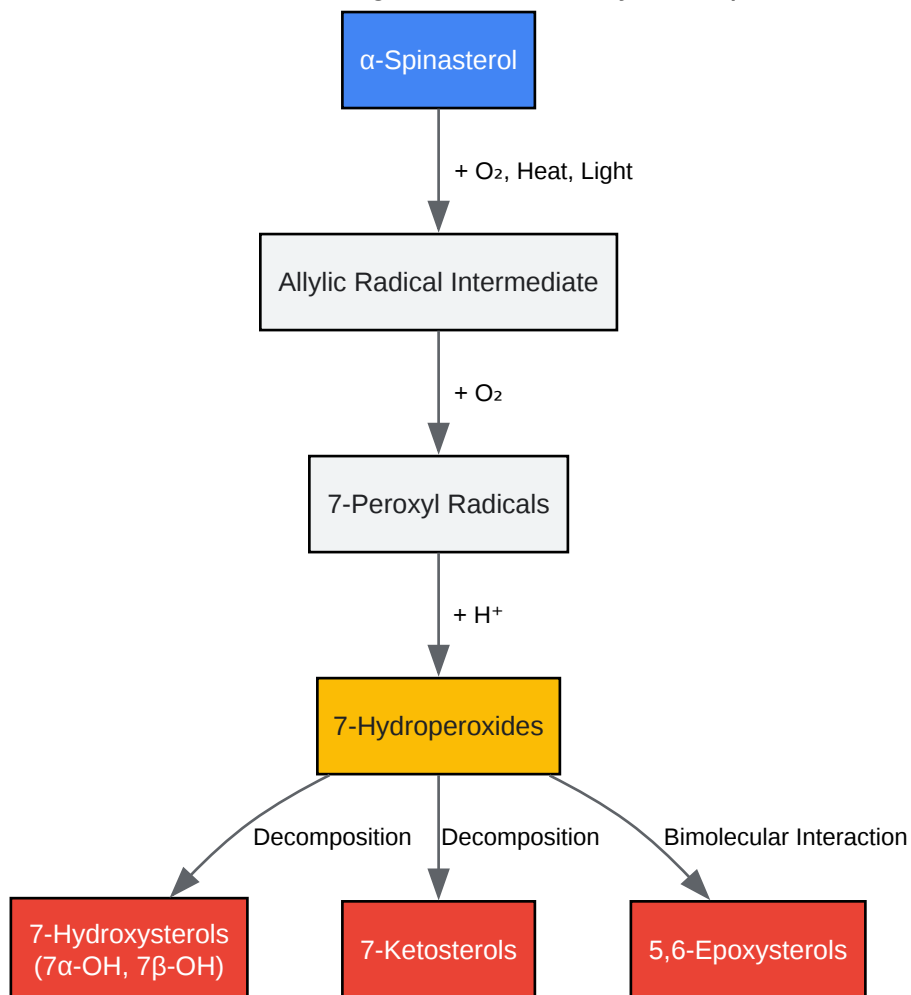 α-Spinasterol
+ O₂, Heat, Light
Allylic Radical Intermediate
+ O₂
7-Peroxyl Radicals
+ H⁺
7-Hydroperoxides
Decomposition
Decomposition
Bimolecular Interaction
7-Hydroxysterols
(7α-OH, 7β-OH)
7-Ketosterols
5,6-Epoxysterols